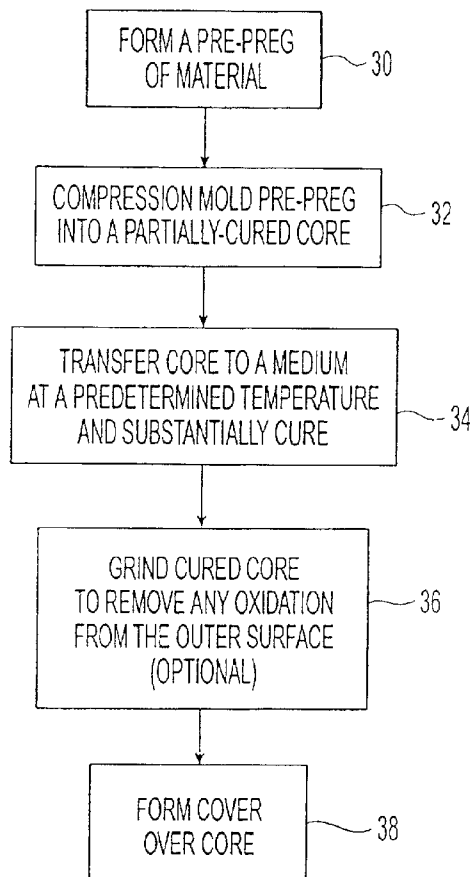 FORM A PRE-PREG
OF MATERIAL
30
COMPRESSION MOLD PRE-PREG
INTO A PARTIALLY-CURED CORE
32
TRANSFER CORE TO A MEDIUM
AT A PREDETERMINED TEMPERATURE
AND SUBSTANTIALLY CURE
34
GRIND CURED CORE
TO REMOVE ANY OXIDATION
FROM THE OUTER SURFACE
(OPTIONAL)
36
FORM COVER
OVER CORE
38